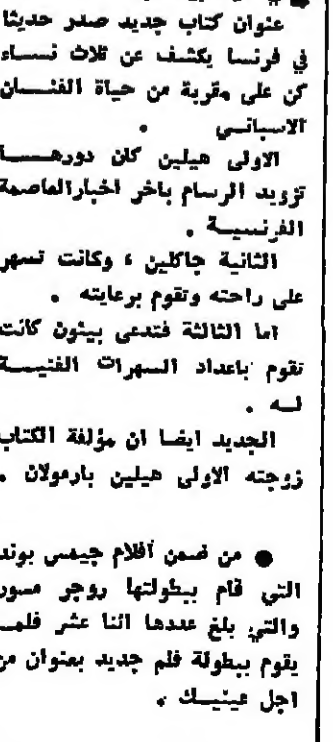 عنوان كتاب جديد صدر حديثا
في فرنسا يكشف عن ثلاث نساء
كن على مقربة من حياة الفنان
الاسباني .
الاولى هيلين كان دورها
تزويد الرسام باخر اخبار العاصمة
الفرنسية .
الثانية جاكلين ، وكانت تسهر
على راحته وتقوم برعايته .
اما الثالثة فتدعى بينون كانت
تقوم باعداد السهرات الفنية
له .
الجديد ايضا ان مؤلفة الكتاب
زوجته الاولى هيلين بارمولان .
● من ضمن أفلام جيمس بوند
التي قام ببطولتها روجر مور
والتي بلغ عددها اثنا عشر فلما
يقوم ببطولة فلم جديد بعنوان من
اجل عينيك .